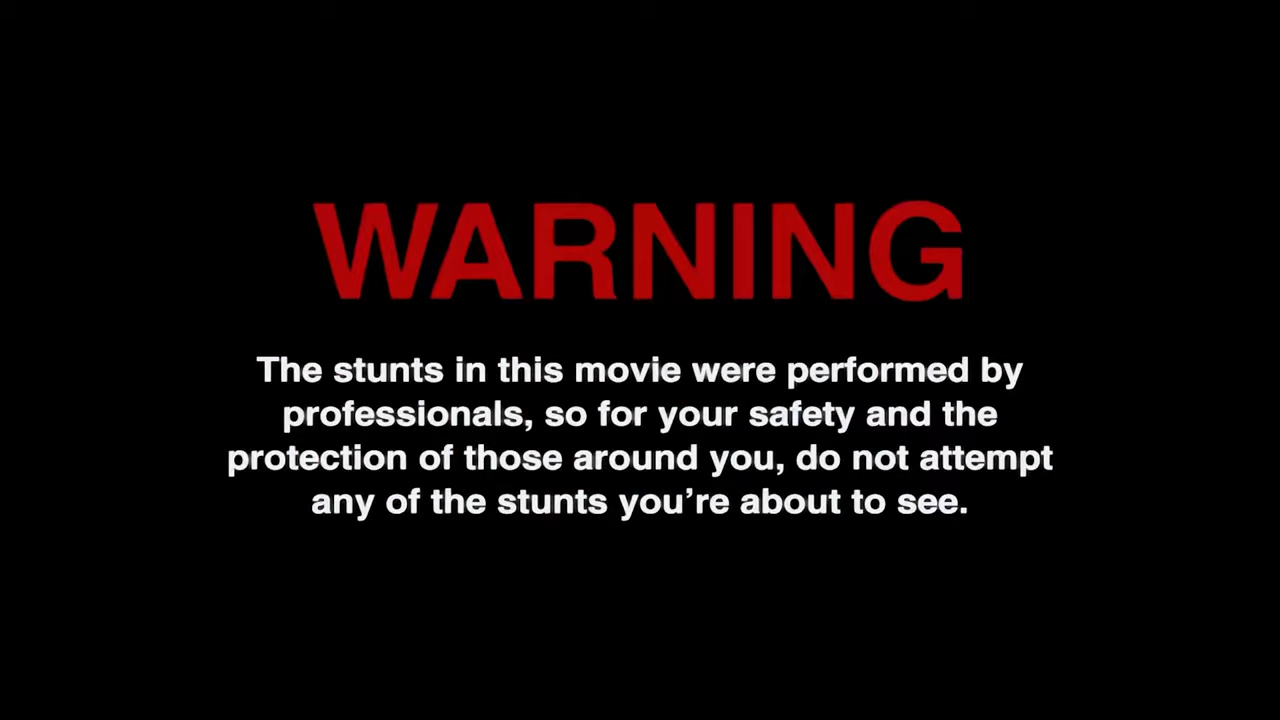 WARNING
The stunts in this movie were performed by
professionals, so for your safety and the
protection of those around you, do not attempt
any of the stunts you’re about to see.